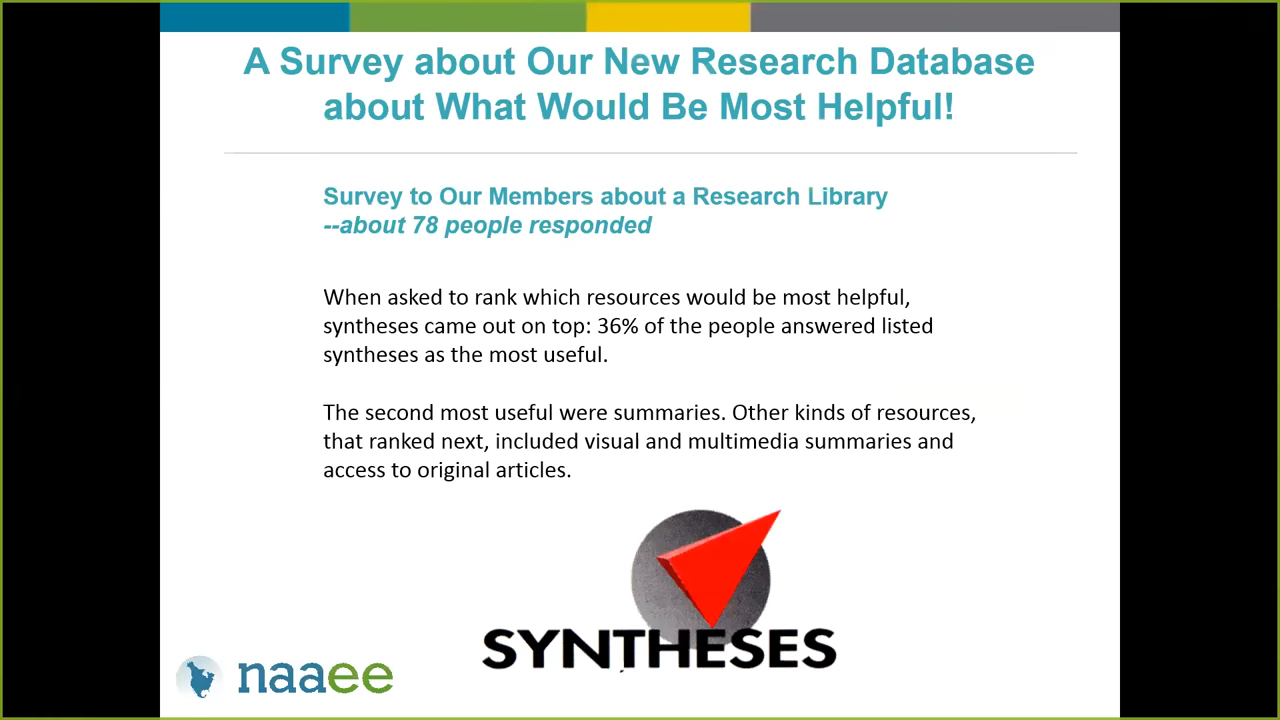 A Survey about Our New Research Database
about What Would Be Most Helpful!
Survey to Our Members about a Research Library
--about 78 people responded
When asked to rank which resources would be most helpful,
syntheses came out on top: 36% of the people answered listed
syntheses as the most useful.
The second most useful were summaries. Other kinds of resources,
that ranked next, included visual and multimedia summaries and
access to original articles.
SYNTHESES
naaee